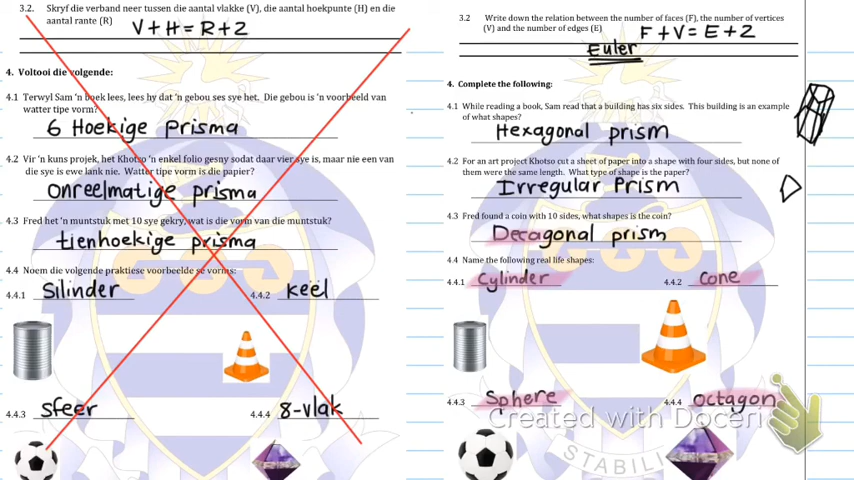 3.2. Skryf die verband neer tussen die aantal vlakke (V), die aantal hoekpunte (H) en die
aantal rante (R)
V + H = R + 2
4. Voltooi die volgende:
4.1 Terwyl Sam 'n boek lees, lees hy dat 'n gebou ses sye het. Die gebou is 'n voorbeeld van
watter tipe vorm?
6 Hoekige Prisma
4.2 Vir 'n kuns projek, het Khotso 'n enkel folio gesny sodat daar vier sye is, maar nie een van
die sye is ewe lank nie. Watter tipe vorm is die papier?
Onreelmatige prisma
4.3 Fred het 'n muntstuk met 10 sye gekry, wat is die vorm van die muntstuk?
tienhoekige prisma
4.4 Noem die volgende praktiese voorbeelde se vorms:
4.4.1 Silinder
4.4.2 keël
4.4.3 sfeer
4.4.4 8-vlak
3.2 Write down the relation between the number of faces (F), the number of vertices
(V) and the number of edges (E)
F + V = E + 2
Euler
4. Complete the following:
4.1 While reading a book, Sam read that a building has six sides. This building is an example
of what shapes?
Hexagonal prism
4.2 For an art project Khotso cut a sheet of paper into a shape with four sides, but none of
them were the same length. What type of shape is the paper?
Irregular Prism
4.3 Fred found a coin with 10 sides, what shapes is the coin?
Decagonal prism
4.4 Name the following real life shapes:
4.4.1 Cylinder
4.4.2 Cone
4.4.3 Sphere
4.4.4 octagon
Created with Doceri
STABILI